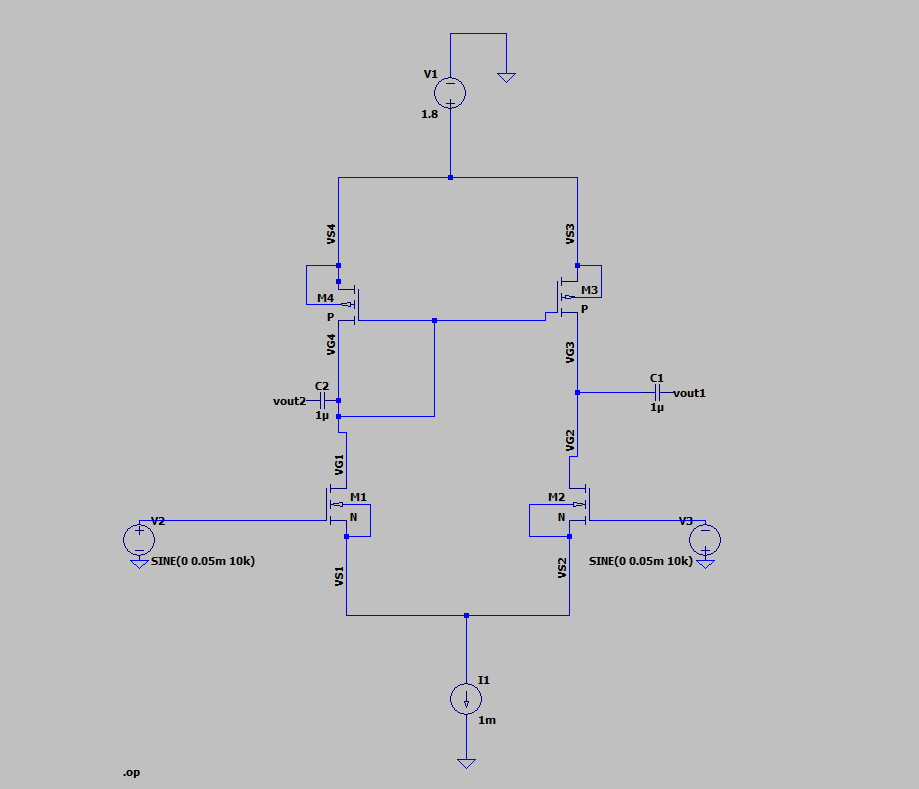 V1
1.8
VS4
VS3
M4
P
M3
P
VG4
VG3
C2
vout2
1µ
C1
vout1
1µ
VG1
VG2
M1
N
M2
N
V2
SINE(0 0.05m 10k)
V3
SINE(0 0.05m 10k)
VS1
VS2
I1
1m
.op